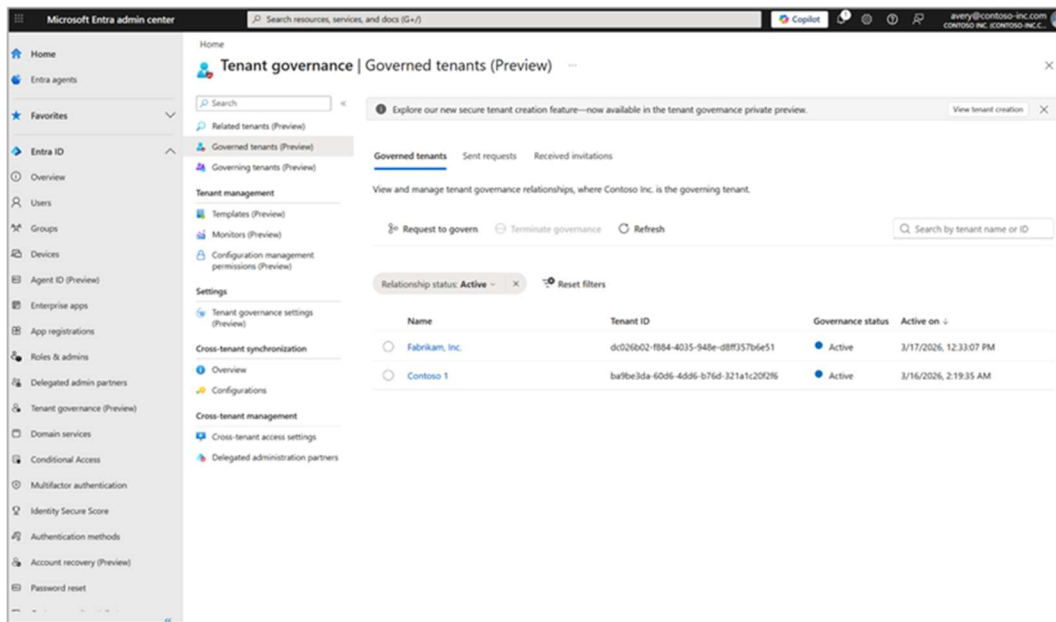 Microsoft Entra admin center
Search resources, services, and docs (G+/)
Copilot
1
avery@contoso-inc.com
CONTOSO INC. (CONTOSO-INC.C...
Home
Entra agents
Favorites
Entra ID
Overview
Users
Groups
Devices
Agent ID (Preview)
Enterprise apps
App registrations
Roles & admins
Delegated admin partners
Tenant governance (Preview)
Domain services
Conditional Access
Multifactor authentication
Identity Secure Score
Authentication methods
Account recovery (Preview)
Password reset
Home
Tenant governance | Governed tenants (Preview) ...
Search
Related tenants (Preview)
Governed tenants (Preview)
Governing tenants (Preview)
Tenant management
Templates (Preview)
Monitors (Preview)
Configuration management
permissions (Preview)
Settings
Tenant governance settings
(Preview)
Cross-tenant synchronization
Overview
Configurations
Cross-tenant management
Cross-tenant access settings
Delegated administration partners
Explore our new secure tenant creation feature—now available in the tenant governance private preview.
View tenant creation
Governed tenants Sent requests Received invitations
View and manage tenant governance relationships, where Contoso Inc. is the governing tenant.
Request to govern Terminate governance Refresh
Search by tenant name or ID
Relationship status: Active
Reset filters
Name Tenant ID Governance status Active on ↓
Fabrikam, Inc. dc026b02-f884-4035-948e-d8ff357b6e51 Active 3/17/2026, 12:33:07 PM
Contoso 1 ba9be3da-60d6-4dd6-b76d-321a1c20f2f6 Active 3/16/2026, 2:19:35 AM